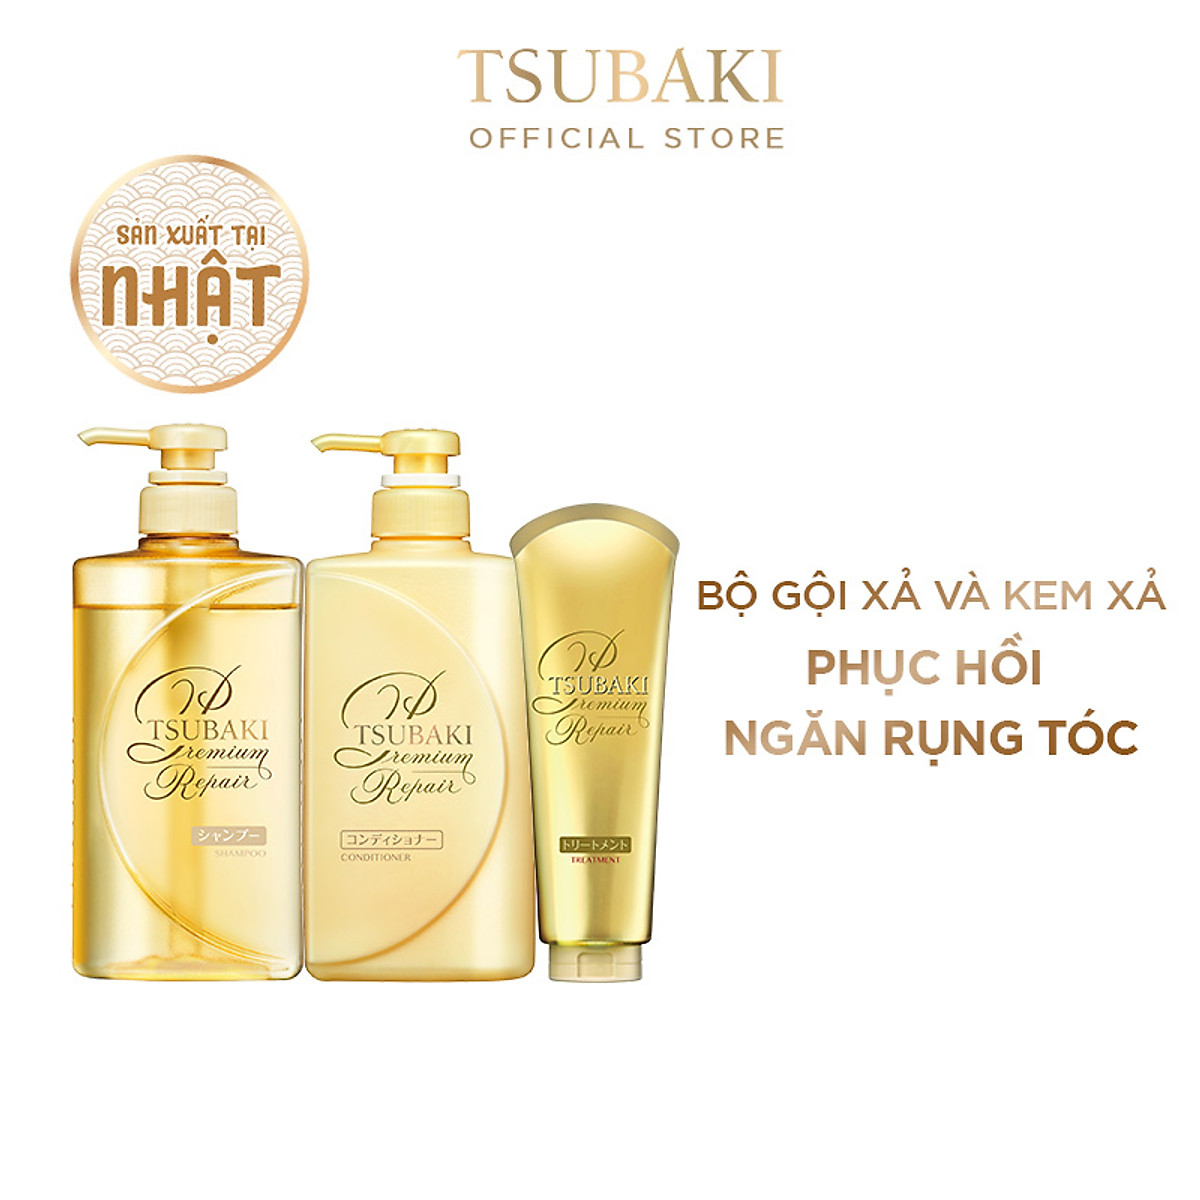 TSUBAKI
OFFICIAL STORE
SẢN XUẤT TẠI
NHẬT
TSUBAKI
Premium
Repair
シャンプー
SHAMPOO
TSUBAKI
Premium
Repair
コンディショナー
CONDITIONER
TSUBAKI
Premium
Repair
トリートメント
TREATMENT
BỘ GỘI XẢ VÀ KEM XẢ
PHỤC HỒI
NGĂN RỤNG TÓC